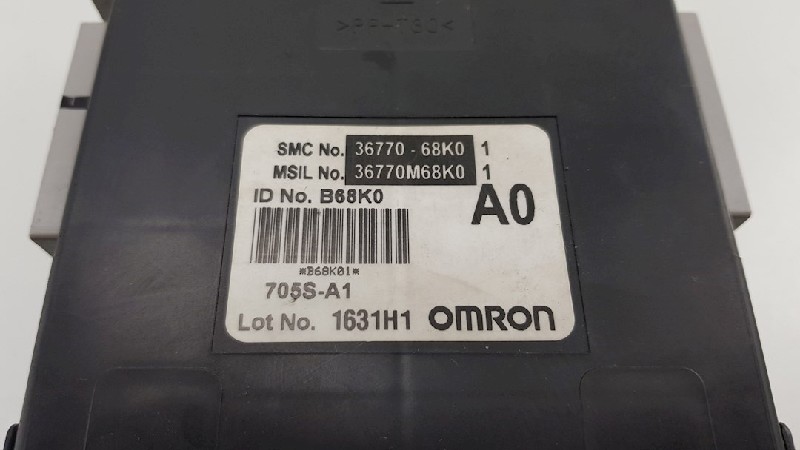 SMC No. 36770 - 68K0 1
MSIL No. 36770M68K0 1
ID No. B68K0
A0
*B68K01*
705S-A1
Lot No. 1631H1 OMRON